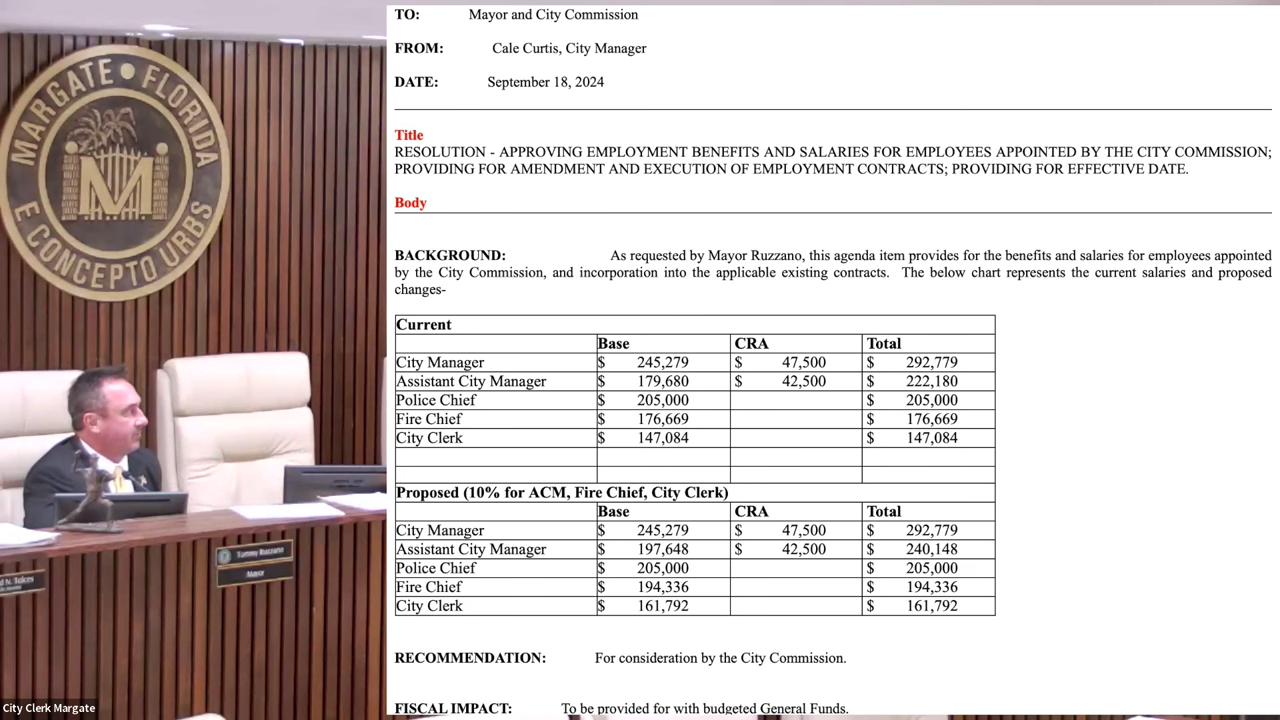 MARGATE FLORIDA
M
E CONCEPTO URBS
Tommy Ruzzano
Mayor
City Clerk Margate
TO: Mayor and City Commission
FROM: Cale Curtis, City Manager
DATE: September 18, 2024
Title
RESOLUTION - APPROVING EMPLOYMENT BENEFITS AND SALARIES FOR EMPLOYEES APPOINTED BY THE CITY COMMISSION;
PROVIDING FOR AMENDMENT AND EXECUTION OF EMPLOYMENT CONTRACTS; PROVIDING FOR EFFECTIVE DATE.
Body
BACKGROUND: As requested by Mayor Ruzzano, this agenda item provides for the benefits and salaries for employees appointed
by the City Commission, and incorporation into the applicable existing contracts. The below chart represents the current salaries and proposed
changes-
Current
Base CRA Total
City Manager $ 245,279 $ 47,500 $ 292,779
Assistant City Manager $ 179,680 $ 42,500 $ 222,180
Police Chief $ 205,000 $ 205,000
Fire Chief $ 176,669 $ 176,669
City Clerk $ 147,084 $ 147,084
Proposed (10% for ACM, Fire Chief, City Clerk)
Base CRA Total
City Manager $ 245,279 $ 47,500 $ 292,779
Assistant City Manager $ 197,648 $ 42,500 $ 240,148
Police Chief $ 205,000 $ 205,000
Fire Chief $ 194,336 $ 194,336
City Clerk $ 161,792 $ 161,792
RECOMMENDATION: For consideration by the City Commission.
FISCAL IMPACT: To be provided for with budgeted General Funds.